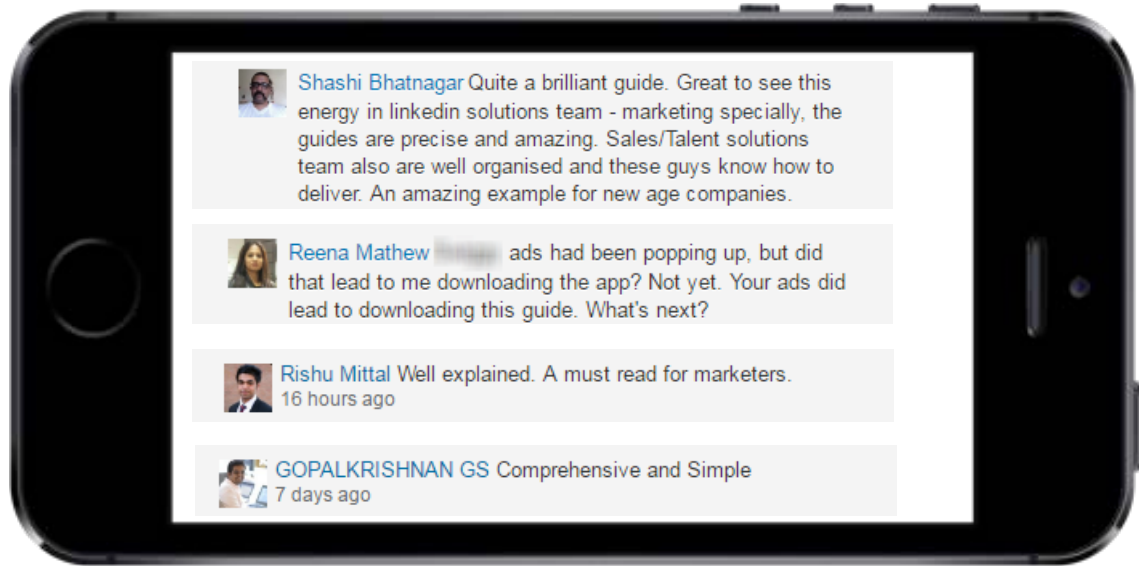 Shashi Bhatnagar Quite a brilliant guide. Great to see this
energy in linkedin solutions team - marketing specially, the
guides are precise and amazing. Sales/Talent solutions
team also are well organised and these guys know how to
deliver. An amazing example for new age companies.
Reena Mathew ads had been popping up, but did
that lead to me downloading the app? Not yet. Your ads did
lead to downloading this guide. What's next?
Rishu Mittal Well explained. A must read for marketers.
16 hours ago
GOPALKRISHNAN GS Comprehensive and Simple
7 days ago